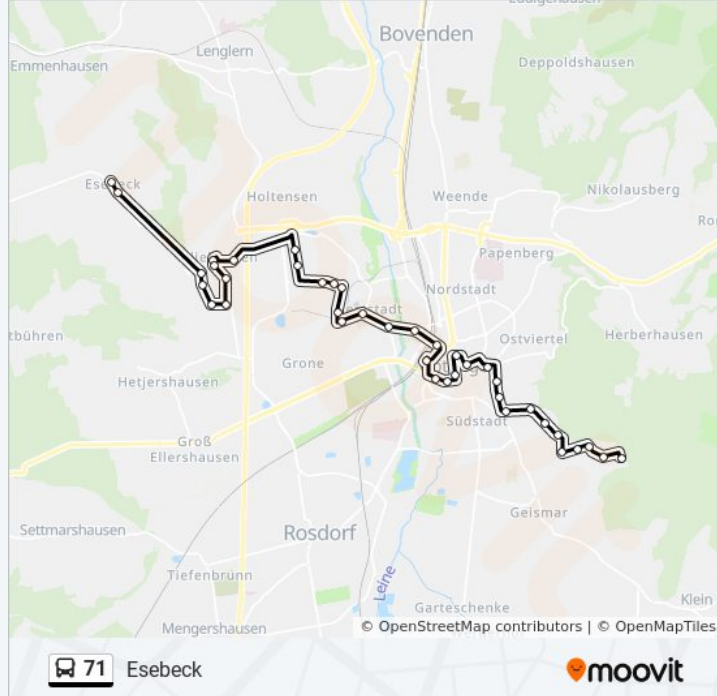 Ludolfshausen
Bovenden
Lenglern
Emmenhausen
Deppoldshausen
Esebeck
Holtensen
Weende
Nikolausberg
Papenberg
Nordstadt
Ostviertel
Herberhausen
Grone
Hetjershausen
Südstadt
Groß
Ellershausen
Geismar
Settmarshausen
Rosdorf
Tiefenbrunn
Leine
Klein
Garteschenke
Mengershausen
© OpenStreetMap contributors | © OpenMapTiles
71 Esebeck
moovit